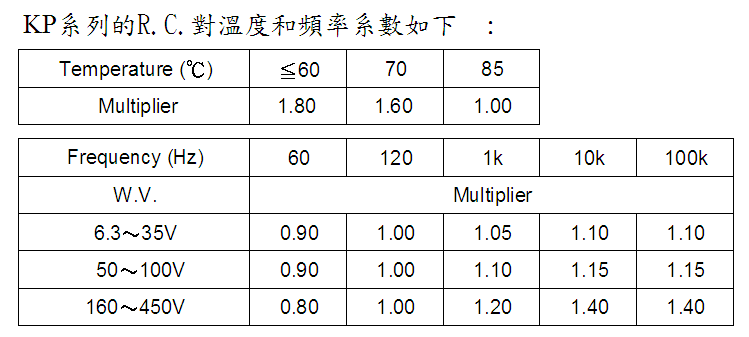 KP系列的R.C.對溫度和頻率系數如下 :
Temperature (℃) ≦60 70 85
Multiplier 1.80 1.60 1.00
Frequency (Hz) 60 120 1k 10k 100k
W.V. Multiplier
6.3～35V 0.90 1.00 1.05 1.10 1.10
50～100V 0.90 1.00 1.10 1.15 1.15
160～450V 0.80 1.00 1.20 1.40 1.40